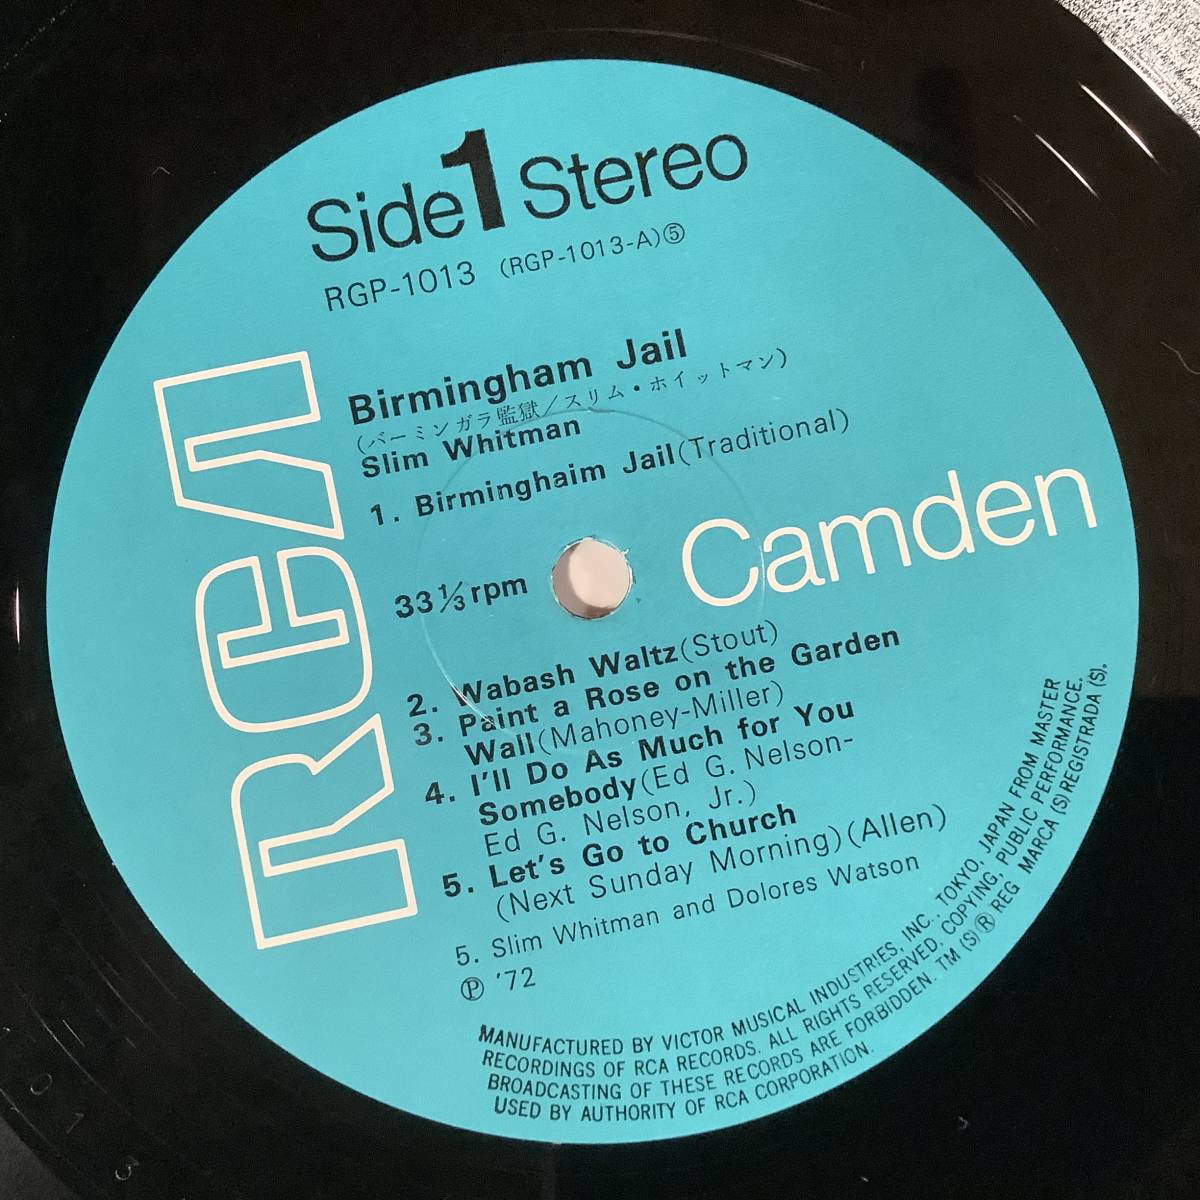 Side 1 Stereo
RGP-1013 (RGP-1013-A)⑤
Birmingham Jail
(バーミンガラ監獄/スリム・ホイットマン)
Slim Whitman
1. Birminghaim Jail(Traditional)
RCA
Camden
33 1/3 rpm
2. Wabash Waltz(Stout)
3. Paint a Rose on the Garden
Wall(Mahoney-Miller)
4. I'll Do As Much for You
Somebody(Ed G. Nelson-
Ed G. Nelson, Jr.)
5. Let's Go to Church
(Next Sunday Morning)(Allen)
5. Slim Whitman and Dolores Watson
Ⓟ '72
MANUFACTURED BY VICTOR MUSICAL INDUSTRIES, INC., TOKYO, JAPAN FROM MASTER
RECORDINGS OF RCA RECORDS. ALL RIGHTS RESERVED, COPYING, PUBLIC PERFORMANCE,
BROADCASTING OF THESE RECORDS ARE FORBIDDEN. TM (S)® REG MARCA (S) REGISTRADA (S).
USED BY AUTHORITY OF RCA CORPORATION.
0 1 3